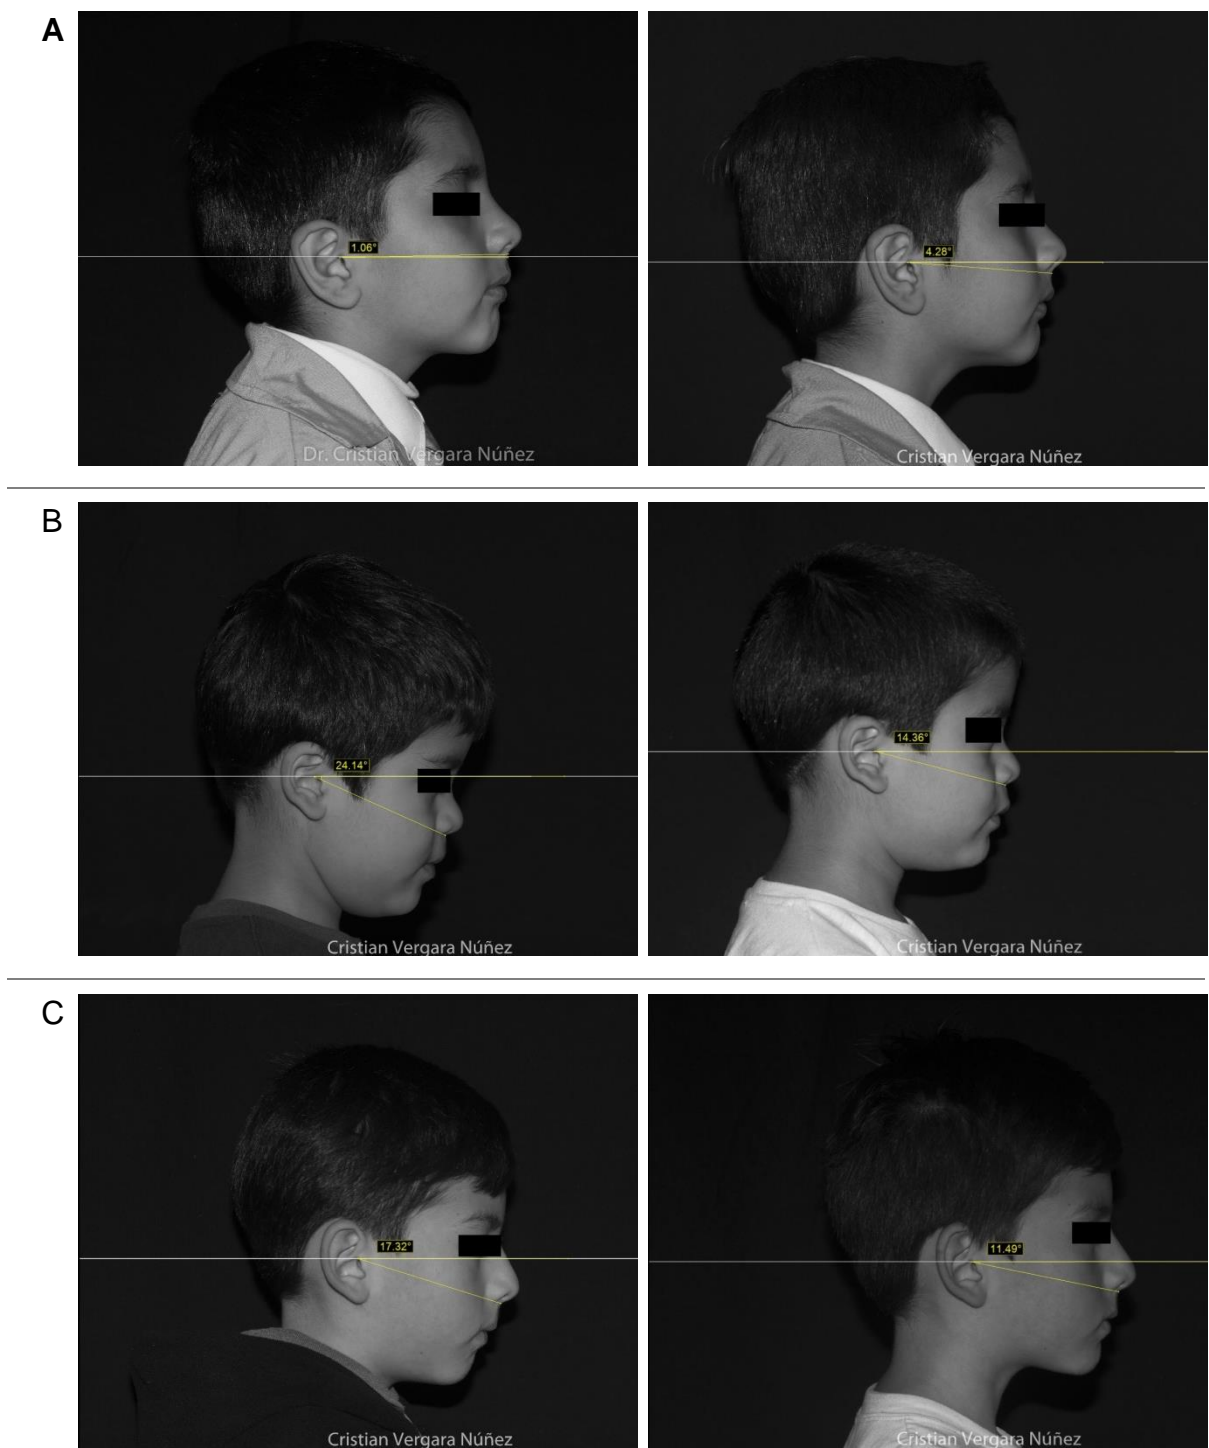 A
1.06°
4.28°
Dr. Cristian Vergara Núñez
Cristian Vergara Núñez
B
24.14°
14.36°
Cristian Vergara Núñez
Cristian Vergara Núñez
C
17.32°
11.49°
Cristian Vergara Núñez
Cristian Vergara Núñez